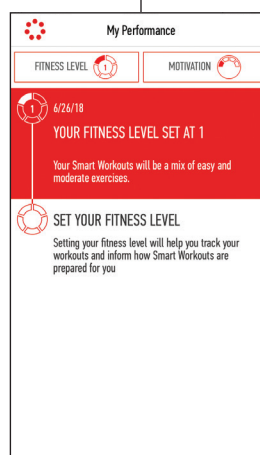 My Performance
FITNESS LEVEL 1 MOTIVATION
1 6/26/18
YOUR FITNESS LEVEL SET AT 1
Your Smart Workouts will be a mix of easy and
moderate exercises.
SET YOUR FITNESS LEVEL
Setting your fitness level will help you track your
workouts and inform how Smart Workouts are
prepared for you